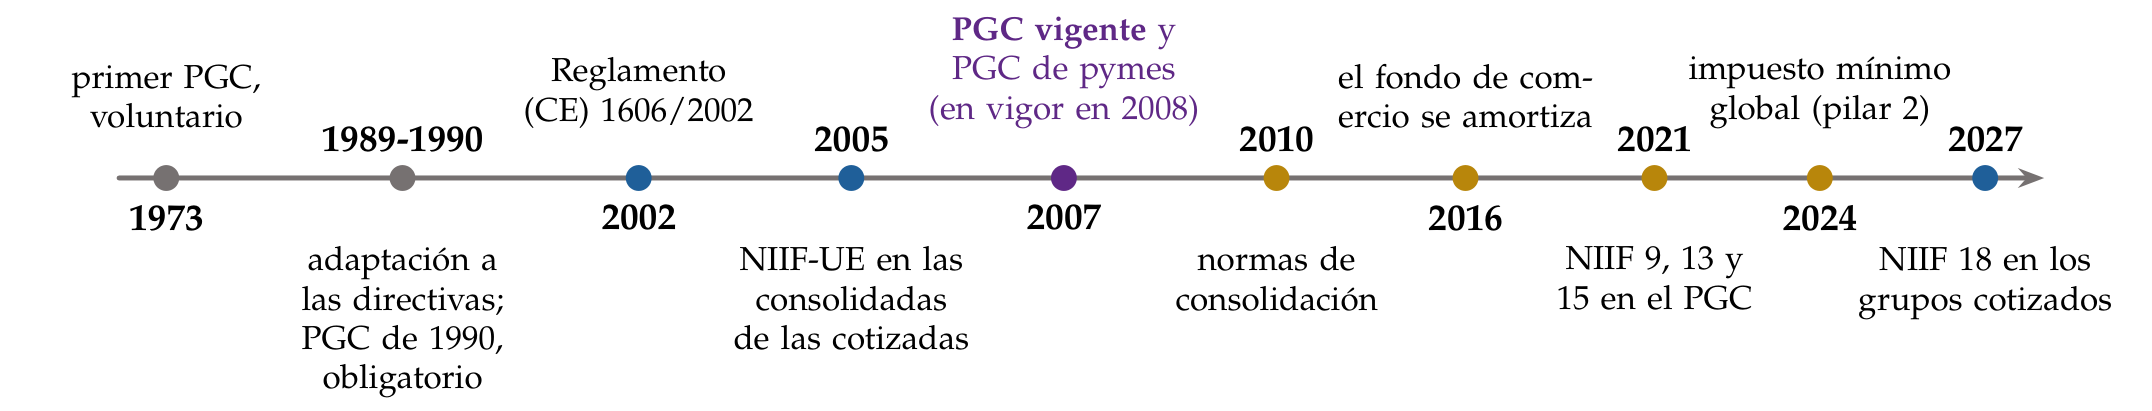 primer PGC,
voluntario
1973
1989-1990
adaptación a
las directivas;
PGC de 1990,
obligatorio
Reglamento
(CE) 1606/2002
2002
2005
NIIF-UE en las
consolidadas
de las cotizadas
PGC vigente y
PGC de pymes
(en vigor en 2008)
2007
2010
normas de
consolidación
el fondo de com-
ercio se amortiza
2016
2021
NIIF 9, 13 y
15 en el PGC
impuesto mínimo
global (pilar 2)
2024
2027
NIIF 18 en los
grupos cotizados